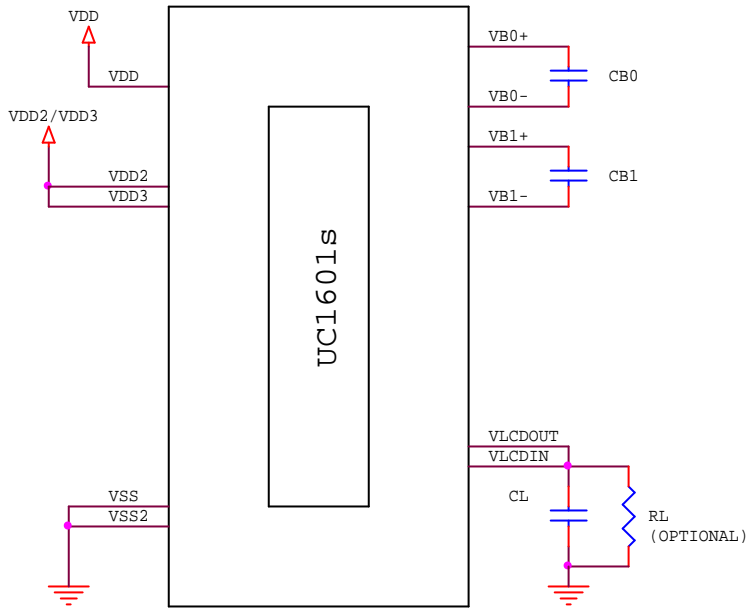 VDD
VDD
VDD2/VDD3
VDD2
VDD3
VSS
VSS2
UC1601s
VB0+
CB0
VB0-
VB1+
CB1
VB1-
VLCDOUT
VLCDIN
CL
RL
(OPTIONAL)